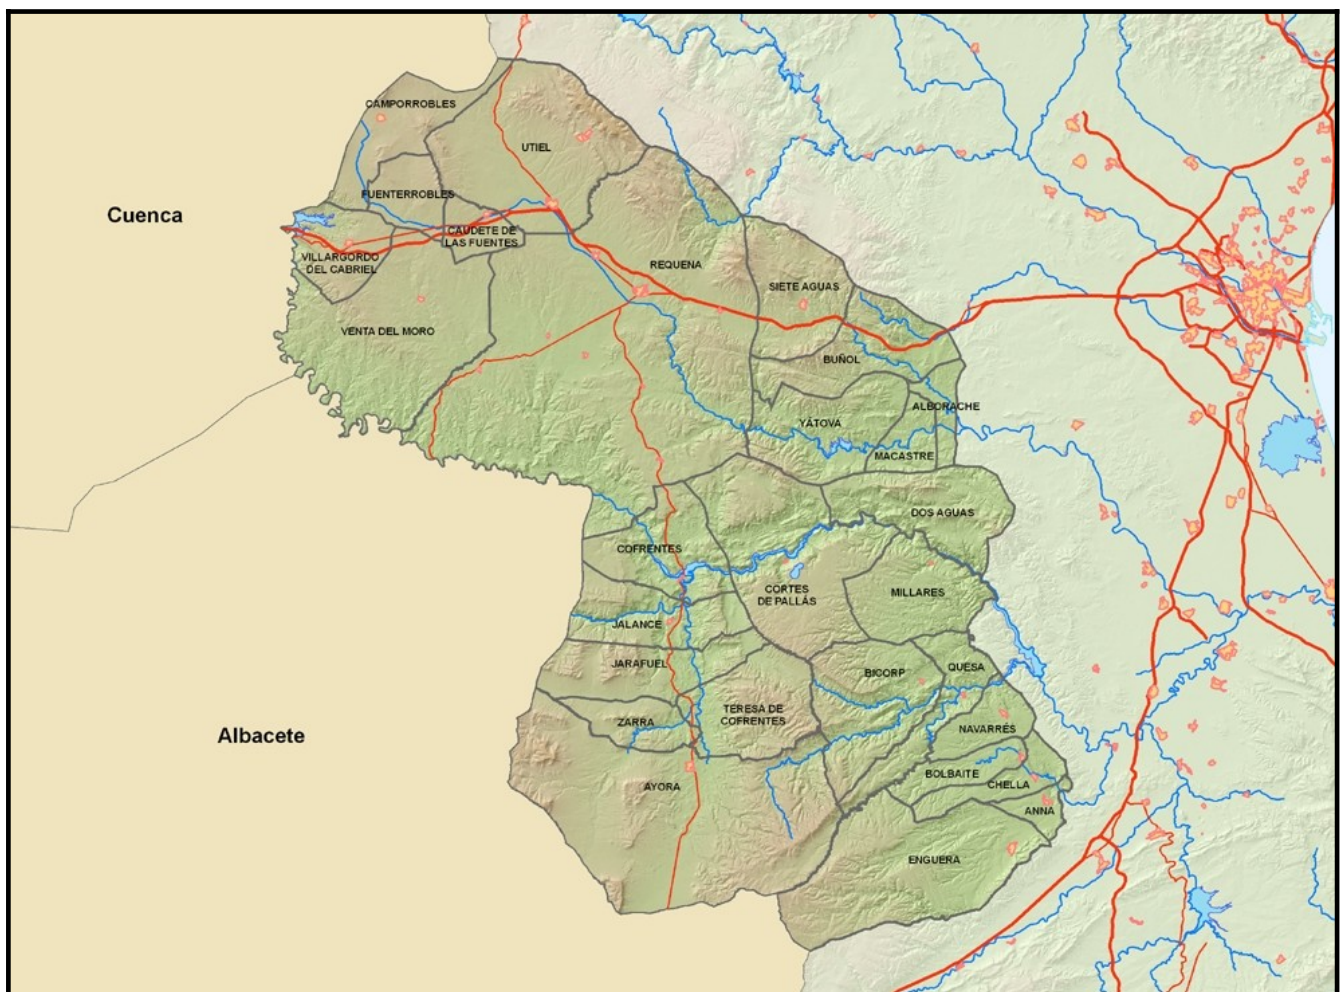 CAMPORROBLES
UTIEL
FUENTERROBLES
Cuenca
CAUDETE DE
LAS FUENTES
VILLARGORDO
DEL CABRIEL
REQUENA
SIETE AGUAS
VENTA DEL MORO
BUÑOL
ALBORACHE
YÁTOVA
MACASTRE
DOS AGUAS
COFRENTES
CORTES
DE PALLÁS
MILLARES
JALANCE
JARAFUEL
BICORP
QUESA
TERESA DE
COFRENTES
ZARRA
NAVARRÉS
Albacete
BOLBAITE
CHELLA
AYORA
ANNA
ENGUERA